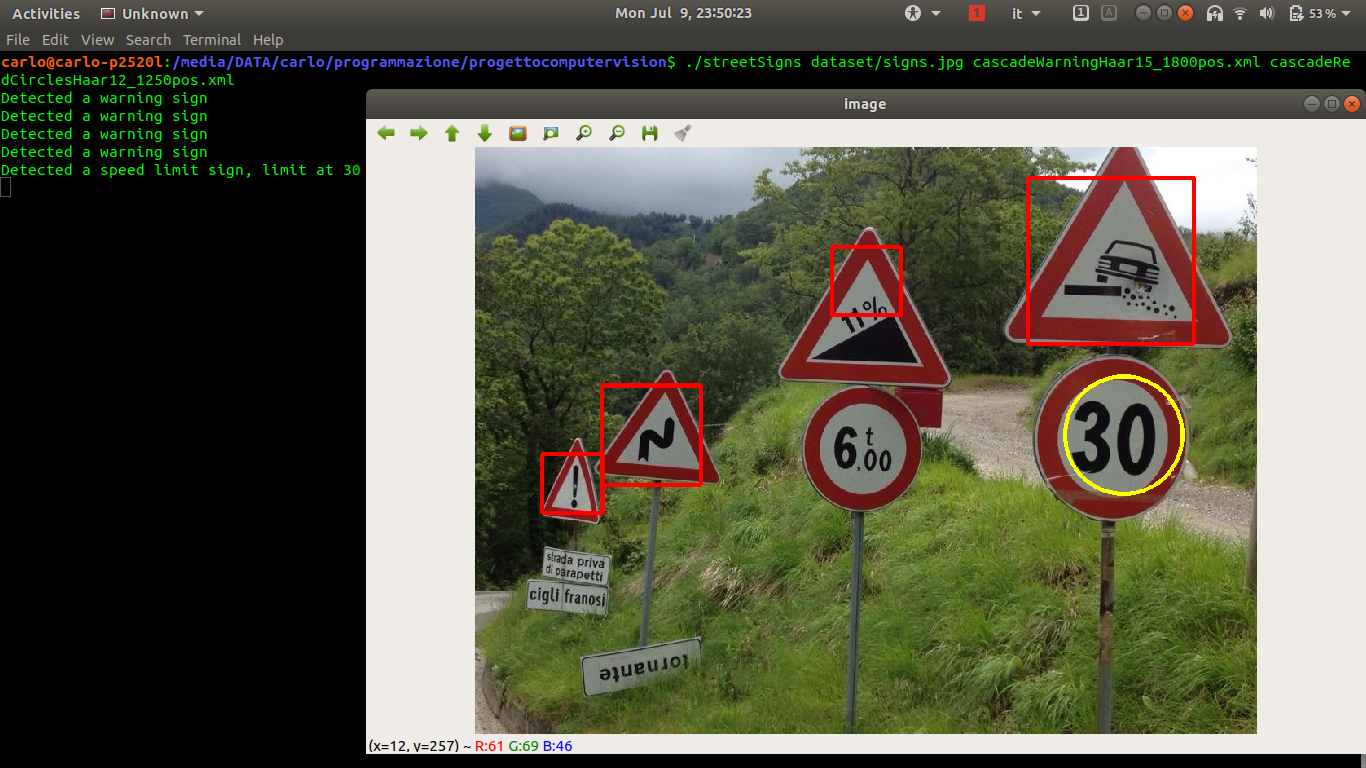 Activities Unknown Mon Jul 9, 23:50:23 1 it 1 A 53 %
File Edit View Search Terminal Help
carlo@carlo-p2520l:/media/DATA/carlo/programmazione/progettocomputervision$ ./streetSigns dataset/signs.jpg cascadeWarningHaar15_1800pos.xml cascadeRe
dCirclesHaar12_1250pos.xml
Detected a warning sign
Detected a warning sign
Detected a warning sign
Detected a warning sign
Detected a speed limit sign, limit at 30
image
11%
30
6,00
t
!
strada priva
di parapetti
cigli franosi
tornante
(x=12, y=257) ~ R:61 G:69 B:46